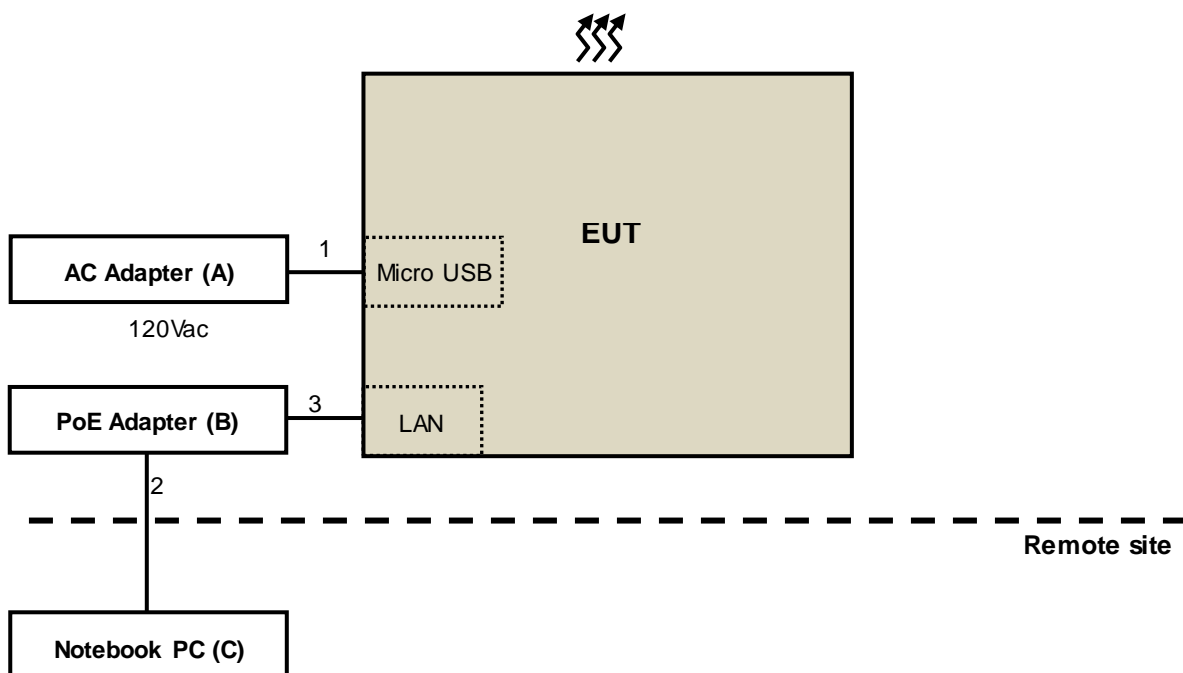 EUT
1
AC Adapter (A)
Micro USB
120Vac
PoE Adapter (B)
3
LAN
2
Remote site
Notebook PC (C)